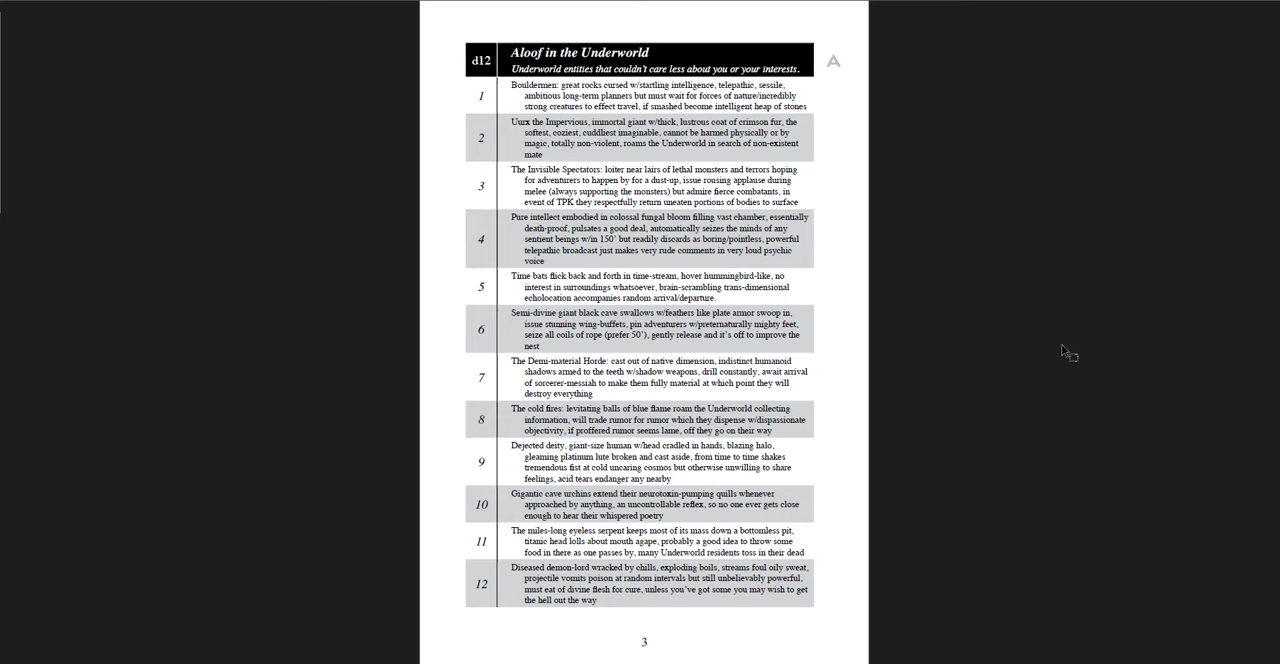 d12
Aloof in the Underworld
Underworld entities that couldn't care less about you or your interests.
A
1
Bouldermen: great rocks cursed w/startling intelligence, telepathic, sessile,
ambitious long-term planners but must wait for forces of nature/incredibly
strong creatures to effect travel, if smashed become intelligent heap of stones
2
Uurx the Impervious, immortal giant w/thick, lustrous coat of crimson fur, the
softest, coziest, cuddliest imaginable, cannot be harmed physically or by
magic, totally non-violent, roams the Underworld in search of non-existent
mate
3
The Invisible Spectators: loiter near lairs of lethal monsters and terrors hoping
for adventurers to happen by for a dust-up, issue rousing applause during
melee (always supporting the monsters) but admire fierce combatants, in
event of TPK they respectfully return uneaten portions of bodies to surface
4
Pure intellect embodied in colossal fungal bloom filling vast chamber, essentially
death-proof, pulsates a good deal, automatically seizes the minds of any
sentient beings w/in 150' but readily discards as boring/pointless, powerful
telepathic broadcast just makes very rude comments in very loud psychic
voice
5
Time bats flick back and forth in time-stream, hover hummingbird-like, no
interest in surroundings whatsoever, brain-scrambling trans-dimensional
echolocation accompanies random arrival/departure.
6
Semi-divine giant black cave swallows w/feathers like plate armor swoop in,
issue stunning wing-buffets, pin adventurers w/preternaturally mighty feet,
seize all coils of rope (prefer 50'), gently release and it's off to improve the
nest
7
The Demi-material Horde: cast out of native dimension, indistinct humanoid
shadows armed to the teeth w/shadow weapons, drill constantly, await arrival
of sorcerer-messiah to make them fully material at which point they will
destroy everything
8
The cold fires: levitating balls of blue flame roam the Underworld collecting
information, will trade rumor for rumor which they dispense w/dispassionate
objectivity, if proffered rumor seems lame, off they go on their way
9
Dejected deity, giant-size human w/head cradled in hands, blazing halo,
gleaming platinum lute broken and cast aside, from time to time shakes
tremendous fist at cold uncaring cosmos but otherwise unwilling to share
feelings, acid tears endanger any nearby
10
Gigantic cave urchins extend their neurotoxin-pumping quills whenever
approached by anything, an uncontrollable reflex, so no one ever gets close
enough to hear their whispered poetry
11
The miles-long eyeless serpent keeps most of its mass down a bottomless pit,
titanic head lolls about mouth agape, probably a good idea to throw some
food in there as one passes by, many Underworld residents toss in their dead
12
Diseased demon-lord wracked by chills, exploding boils, streams foul oily sweat,
projectile vomits poison at random intervals but still unbelievably powerful,
must eat of divine flesh for cure, unless you've got some you may wish to get
the hell out the way
3